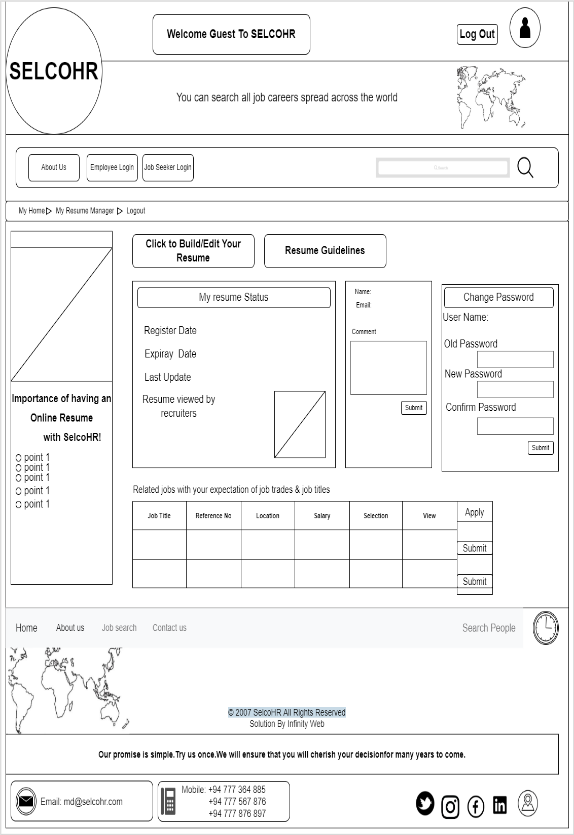 Welcome Guest To SELCOHR
Log Out
SELCOHR
You can search all job careers spread across the world
About Us
Employee Login
Job Seeker Login
My Home
My Resume Manager
Logout
Click to Build/Edit Your
Resume
Resume Guidelines
Importance of having an
Online Resume
with SelcoHR!
point 1
point 1
point 1
point 1
point 1
My resume Status
Register Date
Expiray Date
Last Update
Resume viewed by
recruiters
Name:
Email
Comment
Submit
Change Password
User Name:
Old Password
New Password
Confirm Password
Submit
Related jobs with your expectation of job trades & job titles
Job Title Reference No Location Salary Selection View Apply
Submit
Submit
Home About us Job search Contact us Search People
© 2007 SelcoHR All Rights Reserved
Solution By Infinity Web
Our promise is simple.Try us once.We will ensure that you will cherish your decisionfor many years to come.
Email: md@selcohr.com
Mobile: +94 777 364 885
+94 777 567 876
+94 777 876 897